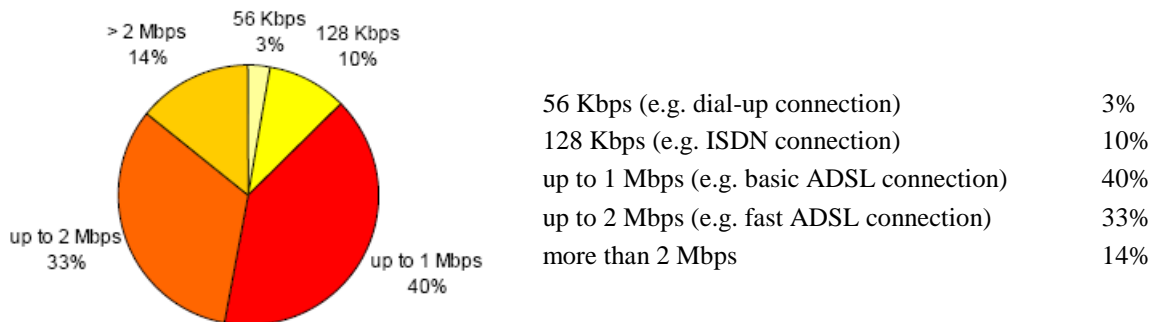 56 Kbps
3%
128 Kbps
10%
> 2 Mbps
14%
up to 2 Mbps
33%
up to 1 Mbps
40%
56 Kbps (e.g. dial-up connection) 3%
128 Kbps (e.g. ISDN connection) 10%
up to 1 Mbps (e.g. basic ADSL connection) 40%
up to 2 Mbps (e.g. fast ADSL connection) 33%
more than 2 Mbps 14%